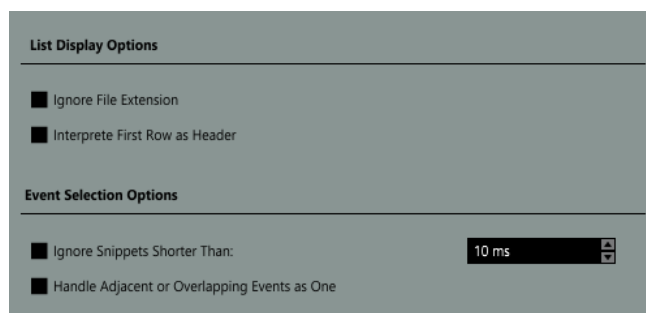 List Display Options
Ignore File Extension
Interprete First Row as Header
Event Selection Options
Ignore Snippets Shorter Than: 10 ms
Handle Adjacent or Overlapping Events as One